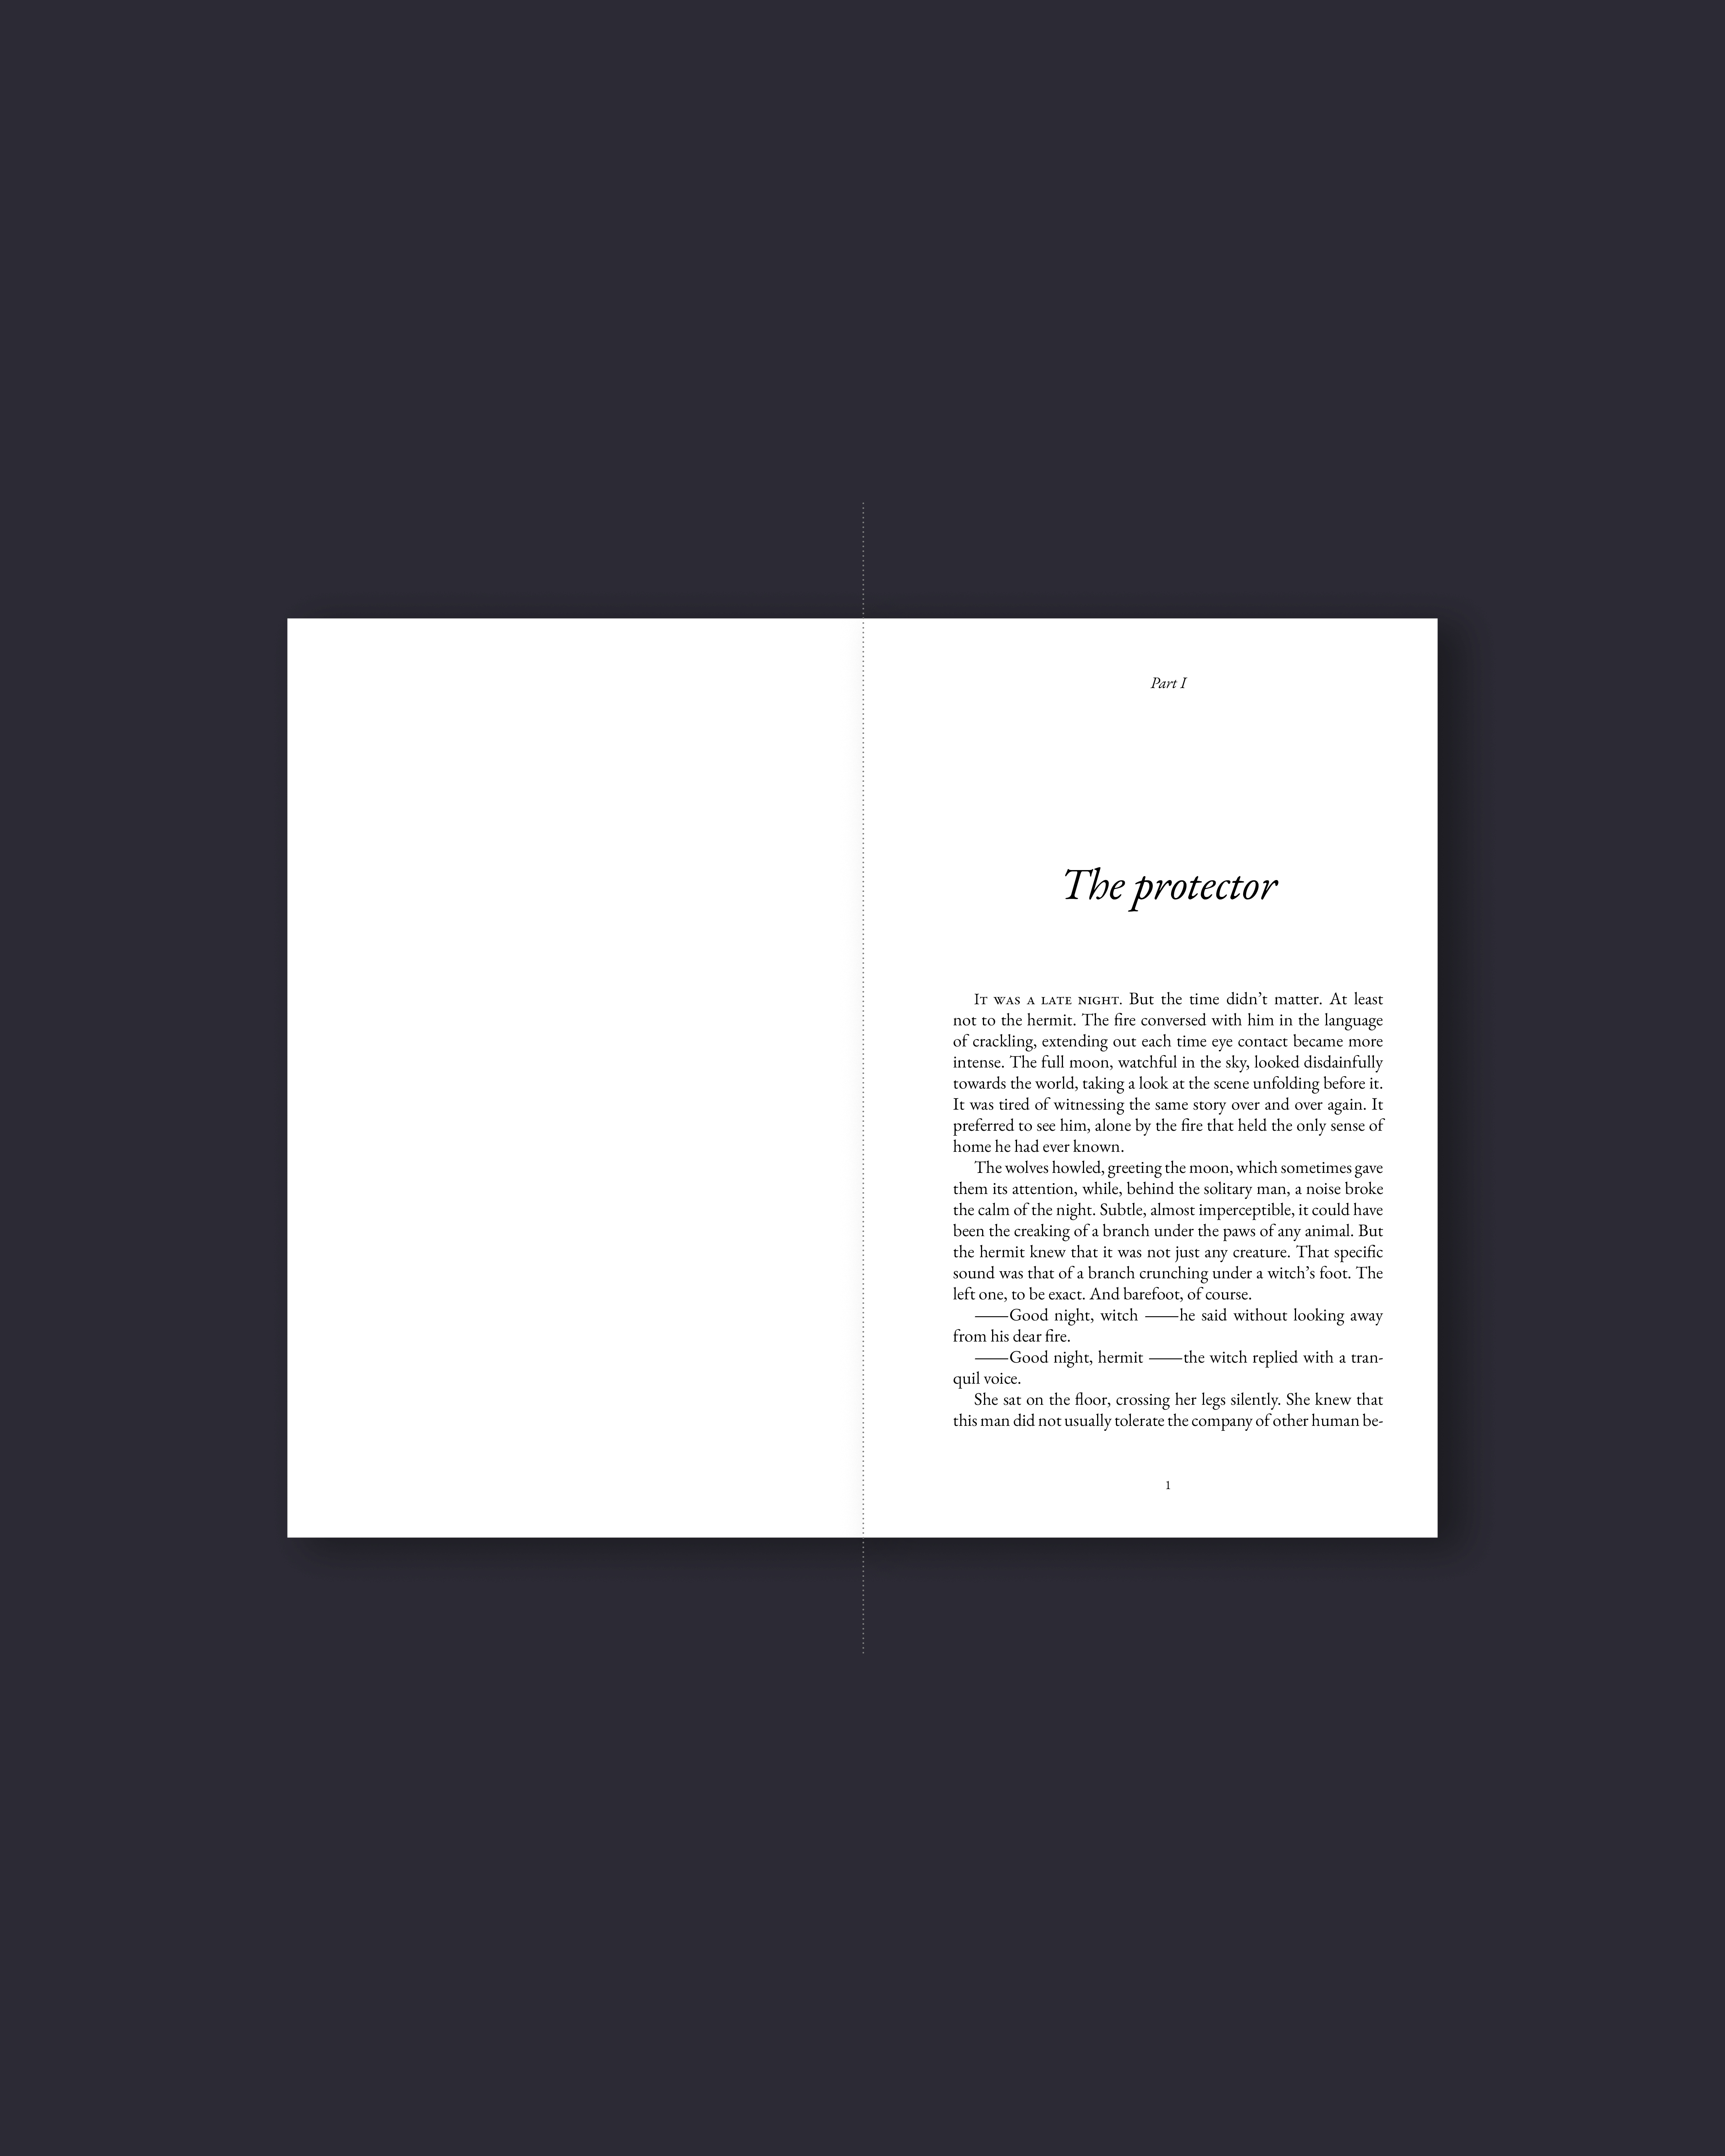 Part I
The protector
It was a late night. But the time didn’t matter. At least
not to the hermit. The fire conversed with him in the language
of crackling, extending out each time eye contact became more
intense. The full moon, watchful in the sky, looked disdainfully
towards the world, taking a look at the scene unfolding before it.
It was tired of witnessing the same story over and over again. It
preferred to see him, alone by the fire that held the only sense of
home he had ever known.
The wolves howled, greeting the moon, which sometimes gave
them its attention, while, behind the solitary man, a noise broke
the calm of the night. Subtle, almost imperceptible, it could have
been the creaking of a branch under the paws of any animal. But
the hermit knew that it was not just any creature. That specific
sound was that of a branch crunching under a witch’s foot. The
left one, to be exact. And barefoot, of course.
——Good night, witch ——he said without looking away
from his dear fire.
——Good night, hermit ——the witch replied with a tran-
quil voice.
She sat on the floor, crossing her legs silently. She knew that
this man did not usually tolerate the company of other human be-
1